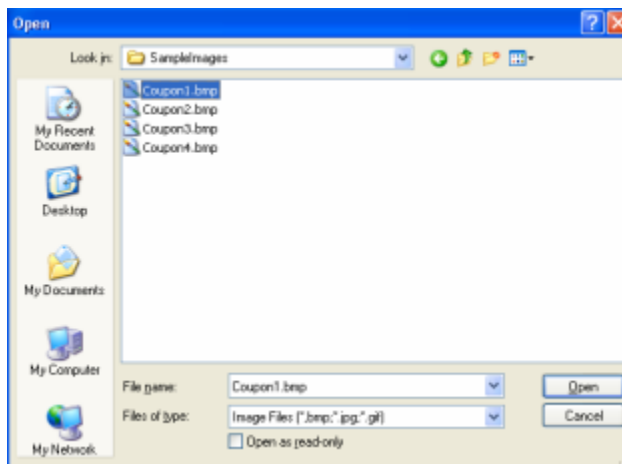 Open
Look in:
SampleImages
My Recent
Documents
Desktop
My Documents
My Computer
My Network
Coupon1.bmp
Coupon2.bmp
Coupon3.bmp
Coupon4.bmp
File name:
Coupon1.bmp
Open
Files of type:
Image Files (*.bmp;*.jpg;*.gif)
Cancel
Open as read-only